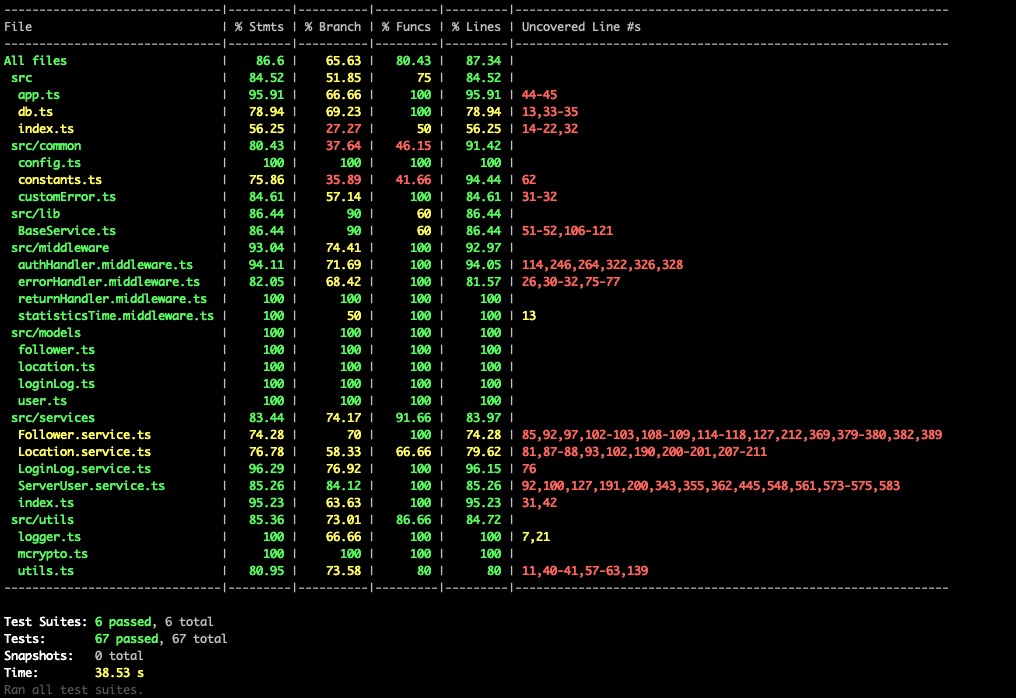 -------------------------------|---------|----------|---------|---------|---------------------------------------------------------------
File                           | % Stmts | % Branch | % Funcs | % Lines | Uncovered Line #s
-------------------------------|---------|----------|---------|---------|---------------------------------------------------------------
All files                      |    86.6 |    65.63 |   80.43 |   87.34 |
 src                           |   84.52 |    51.85 |      75 |   84.52 |
  app.ts                       |   95.91 |    66.66 |     100 |   95.91 | 44-45
  db.ts                        |   78.94 |    69.23 |     100 |   78.94 | 13,33-35
  index.ts                     |   56.25 |    27.27 |      50 |   56.25 | 14-22,32
 src/common                    |   80.43 |    37.64 |   46.15 |   91.42 |
  config.ts                    |     100 |      100 |     100 |     100 |
  constants.ts                 |   75.86 |    35.89 |   41.66 |   94.44 | 62
  customError.ts               |   84.61 |    57.14 |     100 |   84.61 | 31-32
 src/lib                       |   86.44 |       90 |      60 |   86.44 |
  BaseService.ts               |   86.44 |       90 |      60 |   86.44 | 51-52,106-121
 src/middleware                |   93.04 |    74.41 |     100 |   92.97 |
  authHandler.middleware.ts    |   94.11 |    71.69 |     100 |   94.05 | 114,246,264,322,326,328
  errorHandler.middleware.ts   |   82.05 |    68.42 |     100 |   81.57 | 26,30-32,75-77
  returnHandler.middleware.ts  |     100 |      100 |     100 |     100 |
  statisticsTime.middleware.ts |     100 |       50 |     100 |     100 | 13
 src/models                    |     100 |      100 |     100 |     100 |
  follower.ts                  |     100 |      100 |     100 |     100 |
  location.ts                  |     100 |      100 |     100 |     100 |
  loginLog.ts                  |     100 |      100 |     100 |     100 |
  user.ts                      |     100 |      100 |     100 |     100 |
 src/services                  |   83.44 |    74.17 |   91.66 |   83.97 |
  Follower.service.ts          |   74.28 |       70 |     100 |   74.28 | 85,92,97,102-103,108-109,114-118,127,212,369,379-380,382,389
  Location.service.ts          |   76.78 |    58.33 |   66.66 |   79.62 | 81,87-88,93,102,190,200-201,207-211
  LoginLog.service.ts          |   96.29 |    76.92 |     100 |   96.15 | 76
  ServerUser.service.ts        |   85.26 |    84.12 |     100 |   85.26 | 92,100,127,191,200,343,355,362,445,548,561,573-575,583
  index.ts                     |   95.23 |    63.63 |     100 |   95.23 | 31,42
 src/utils                     |   85.36 |    73.01 |   86.66 |   84.72 |
  logger.ts                    |     100 |    66.66 |     100 |     100 | 7,21
  mcrypto.ts                   |     100 |      100 |     100 |     100 |
  utils.ts                     |   80.95 |    73.58 |      80 |      80 | 11,40-41,57-63,139
-------------------------------|---------|----------|---------|---------|---------------------------------------------------------------
Test Suites: 6 passed, 6 total
Tests:       67 passed, 67 total
Snapshots:   0 total
Time:        38.53 s
Ran all test suites.